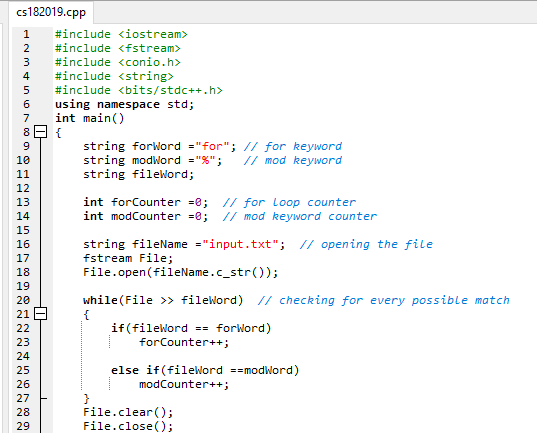 cs182019.cpp
1 #include <iostream>
2 #include <fstream>
3 #include <conio.h>
4 #include <string>
5 #include <bits/stdc++.h>
6 using namespace std;
7 int main()
8 {
9 string forWord ="for"; // for keyword
10 string modWord ="%"; // mod keyword
11 string fileWord;
12
13 int forCounter =0; // for loop counter
14 int modCounter =0; // mod keyword counter
15
16 string fileName ="input.txt"; // opening the file
17 fstream File;
18 File.open(fileName.c_str());
19
20 while(File >> fileWord) // checking for every possible match
21 {
22 if(fileWord == forWord)
23 forCounter++;
24
25 else if(fileWord ==modWord)
26 modCounter++;
27 }
28 File.clear();
29 File.close();